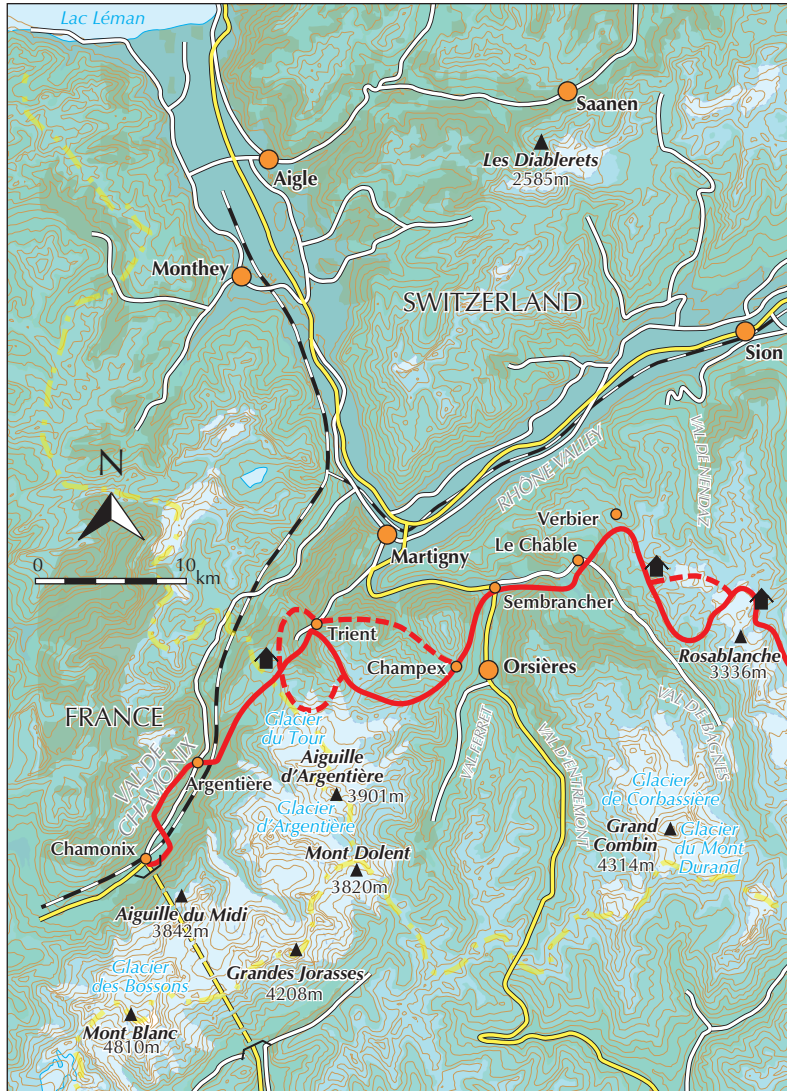 Lac Léman
Saanen
Les Diablerets
2585m
Aigle
Monthey
SWITZERLAND
Sion
N
RHÔNE VALLEY
VAL DE NENDAZ
0
10
km
Verbier
Martigny
Le Châble
Sembrancher
Trient
Champex
Orsières
Rosablanche
3336m
FRANCE
VAL DE
CHAMONIX
Glacier
du Tour
VAL FERRET
VAL D'ENTREMONT
VAL DE BAGNES
Argentière
Aiguille
d'Argentière
3901m
Glacier
d'Argentière
Glacier
de Corbassière
Grand
Combin
4314m
Glacier
du Mont
Durand
Chamonix
Mont Dolent
3820m
Aiguille du Midi
3842m
Glacier
des Bossons
Grandes Jorasses
4208m
Mont Blanc
4810m